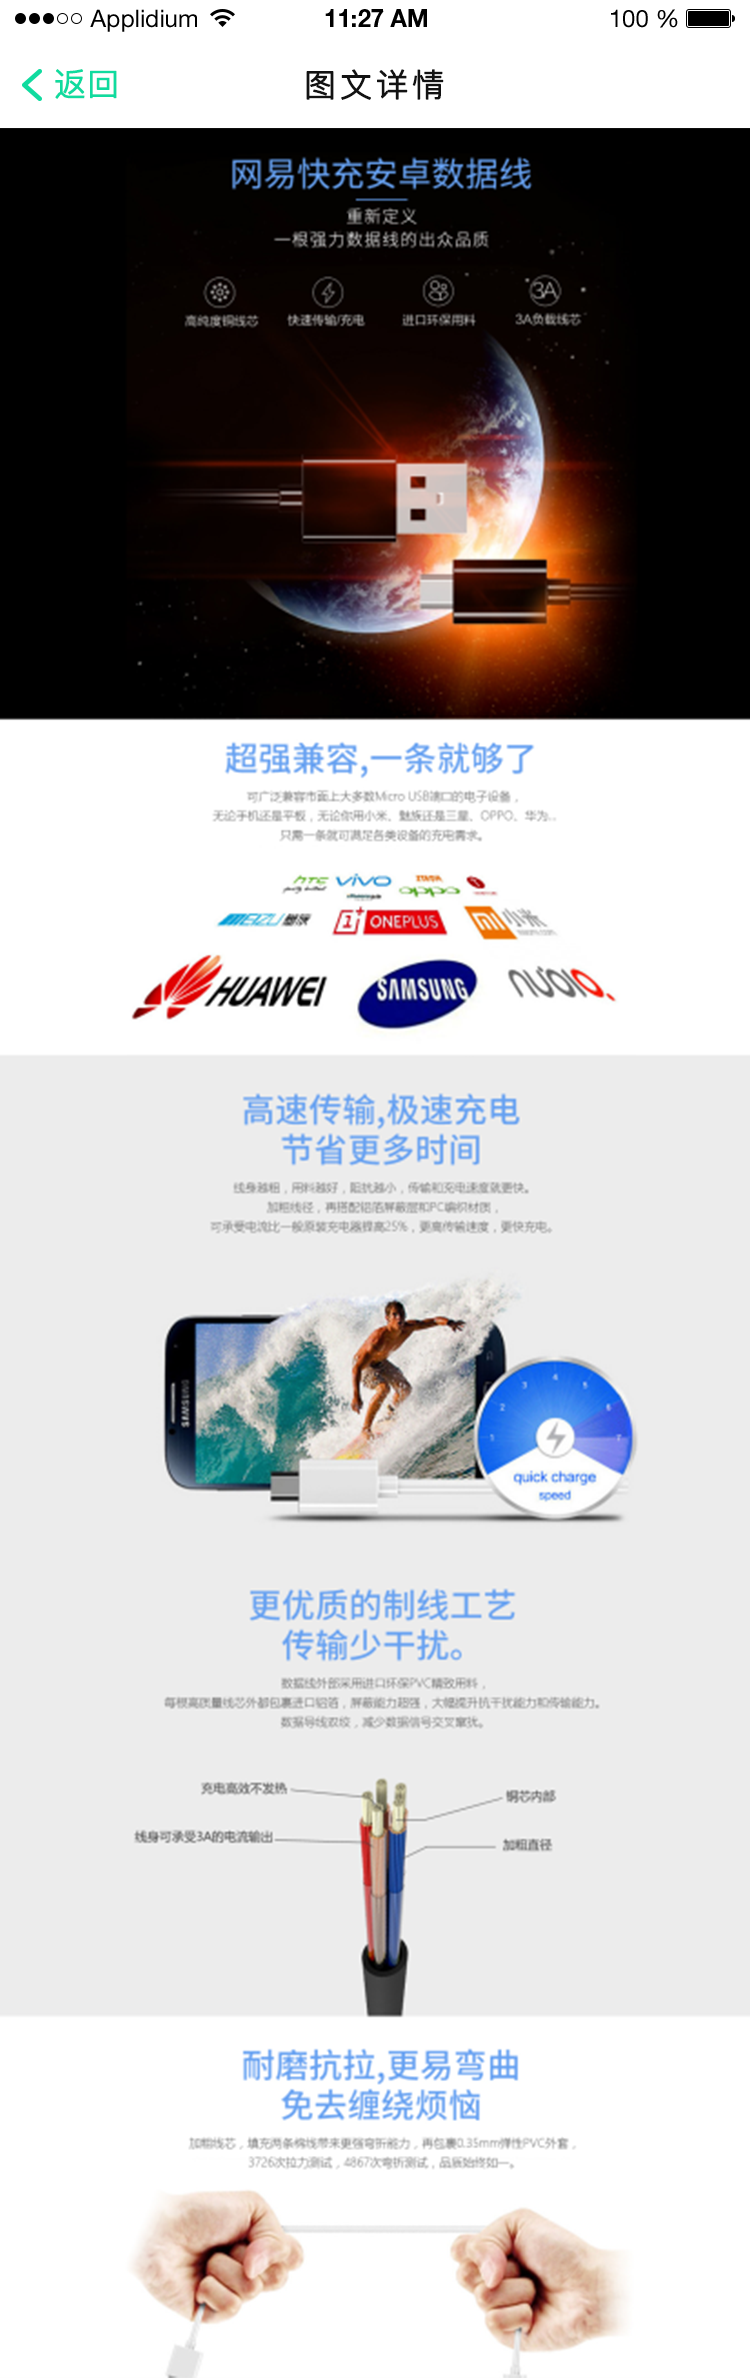 Applidium
11:27 AM
100 %
返回
图文详情
网易快充安卓数据线
重新定义
一根强力数据线的出众品质
3A
高纯度铜线芯
快速传输/充电
进口环保用料
3A负载线芯
超强兼容,一条就够了
可广泛兼容市面上大多数Micro USB端口的电子设备，
无论手机还是平板，无论你用小米、魅族还是三星、OPPO、华为...
只需一条就可满足各类设备的充电需求。
htc
vivo
oppo
MEIZU 魅族
1+ ONEPLUS
mi 小米
HUAWEI
SAMSUNG
nubia
高速传输,极速充电
节省更多时间
线身越粗，用料越好，阻抗越小，传输和充电速度就更快。
加粗线径，再搭配铝箔屏蔽层和PC编织材质，
可承受电流比一般原装充电器提高25%，更高传输速度，更快充电。
SAMSUNG
1 2 3 4 5 6 7
quick charge
speed
更优质的制线工艺
传输少干扰。
数据线外部采用进口环保PVC精致用料，
每根高质量线芯外都包裹进口铝箔，屏蔽能力超强，大幅提升抗干扰能力和传输能力。
数据导线双绞，减少数据信号交叉摩扰。
充电高效不发热
铜芯内部
线身可承受3A的电流输出
加粗直径
耐磨抗拉,更易弯曲
免去缠绕烦恼
加粗线芯，填充两条棉线带来更强弯折能力，再包裹0.35mm弹性PVC外套，
3726次拉力测试，4867次弯折测试，品质始终如一。